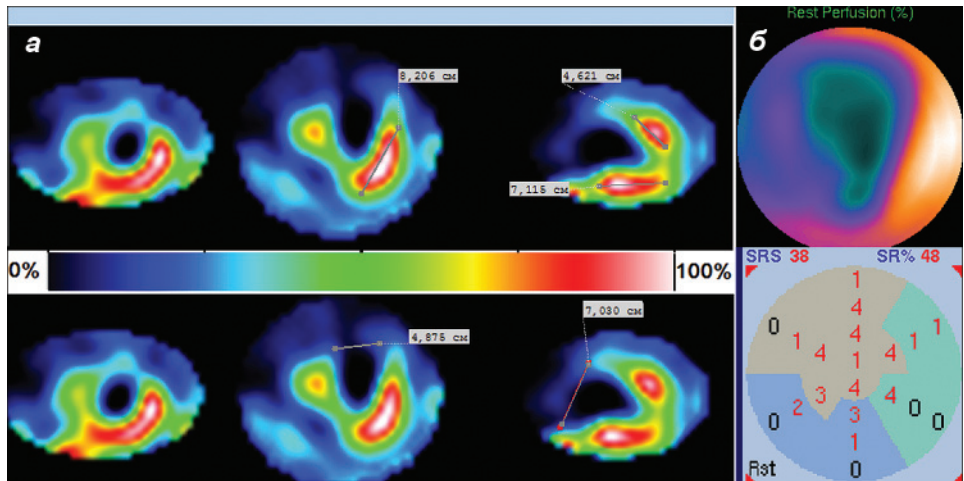 а
8,206 см
4,621 см
7,115 см
0%
100%
4,875 см
7,030 см
б
Rest Perfusion (%)
SRS 38 SR% 48
1
4
0 1
1 4 4 1
4 1
4
3 4
2 0
0 3 0
1
Rst 0